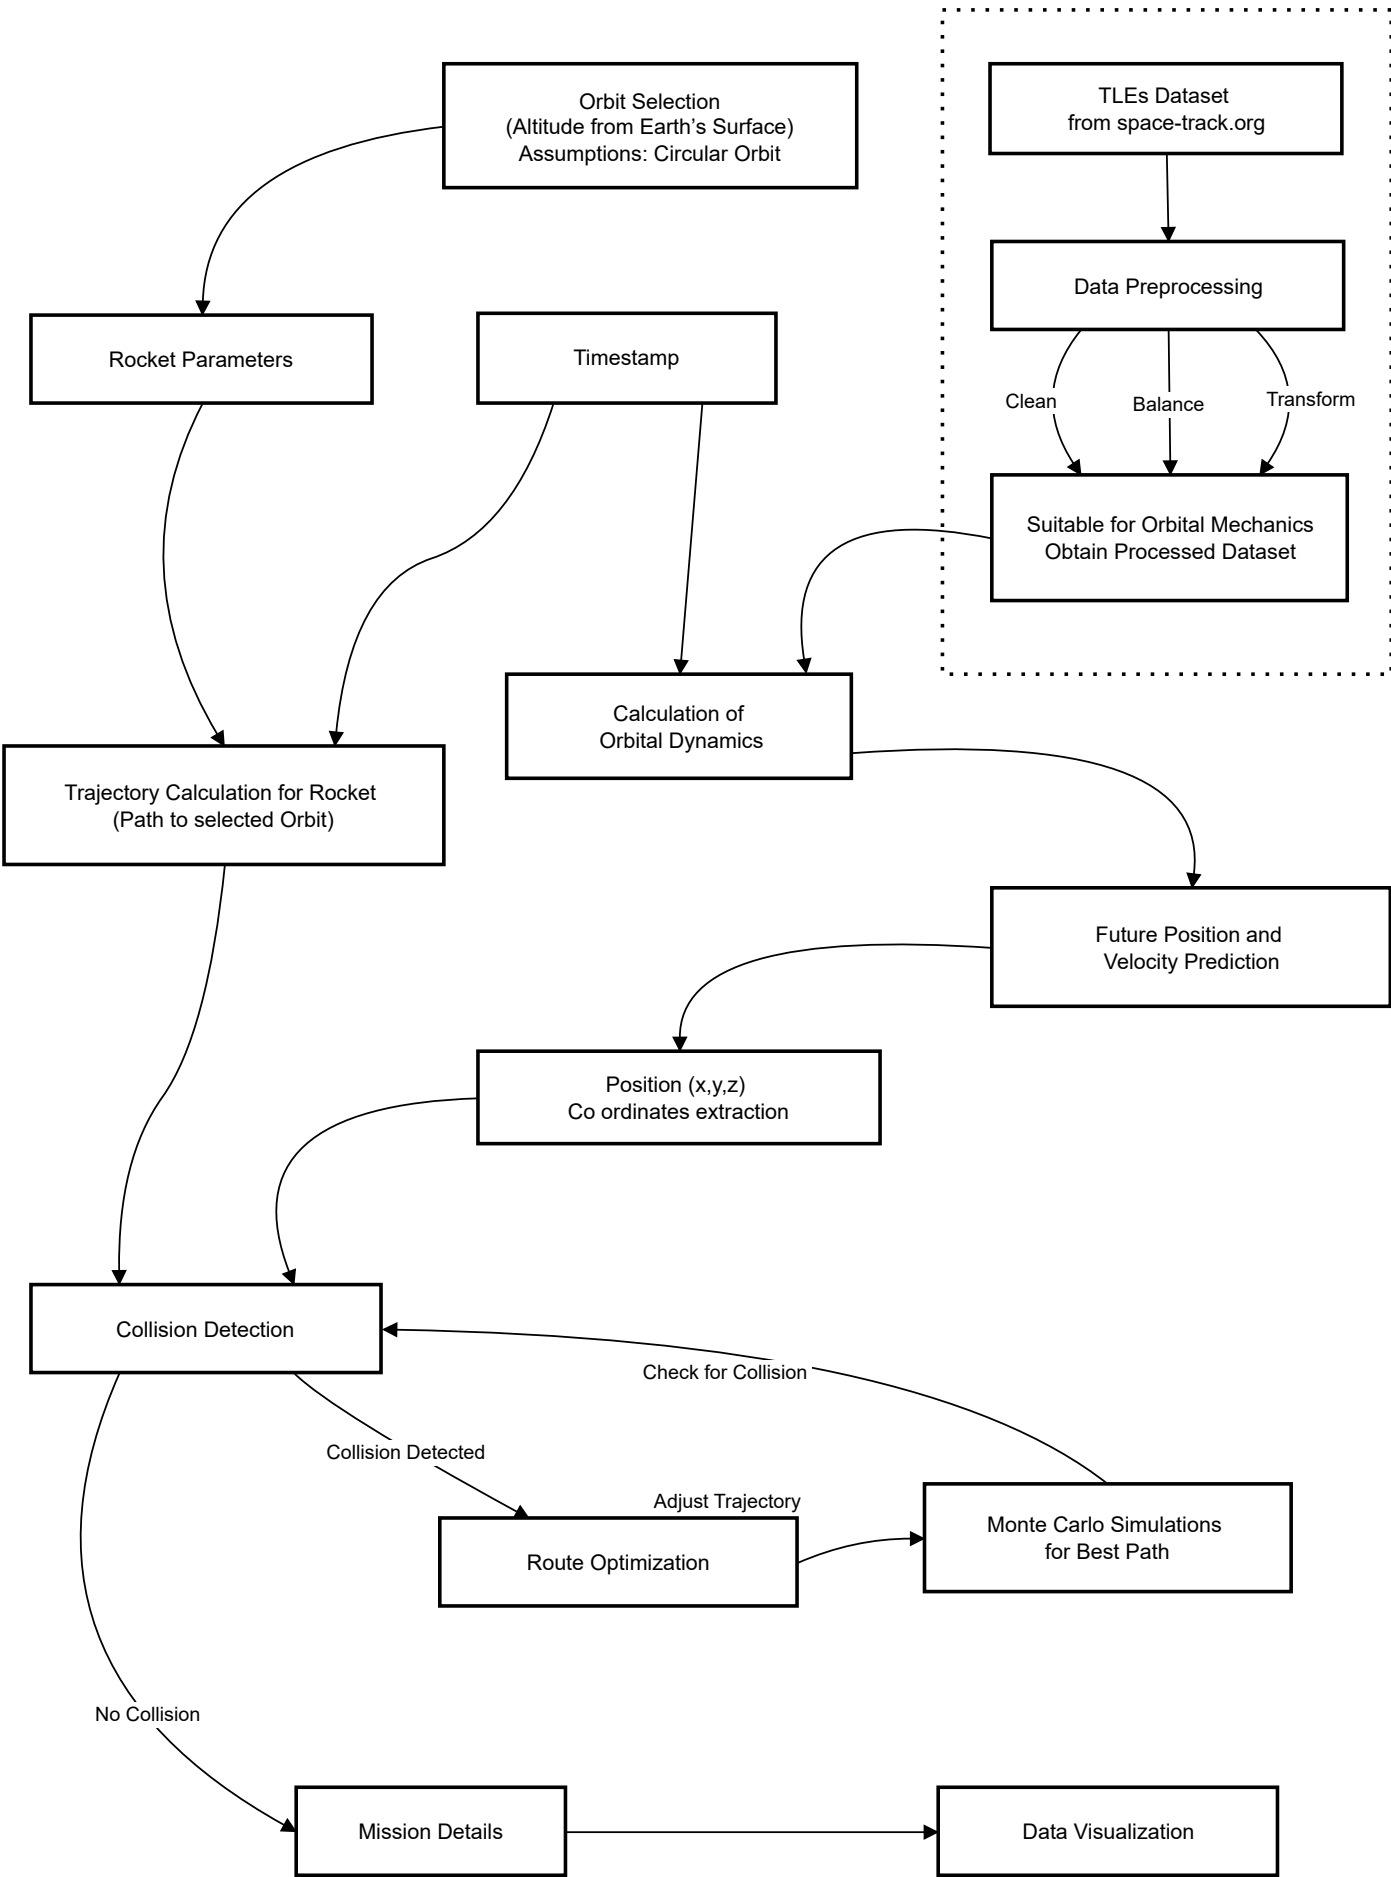 Orbit Selection
(Altitude from Earth’s Surface)
Assumptions: Circular Orbit
TLEs Dataset
from space-track.org
Data Preprocessing
Rocket Parameters
Timestamp
Clean
Balance
Transform
Suitable for Orbital Mechanics
Obtain Processed Dataset
Calculation of
Orbital Dynamics
Trajectory Calculation for Rocket
(Path to selected Orbit)
Future Position and
Velocity Prediction
Position (x,y,z)
Co ordinates extraction
Collision Detection
Check for Collision
Collision Detected
Adjust Trajectory
Route Optimization
Monte Carlo Simulations
for Best Path
No Collision
Mission Details
Data Visualization